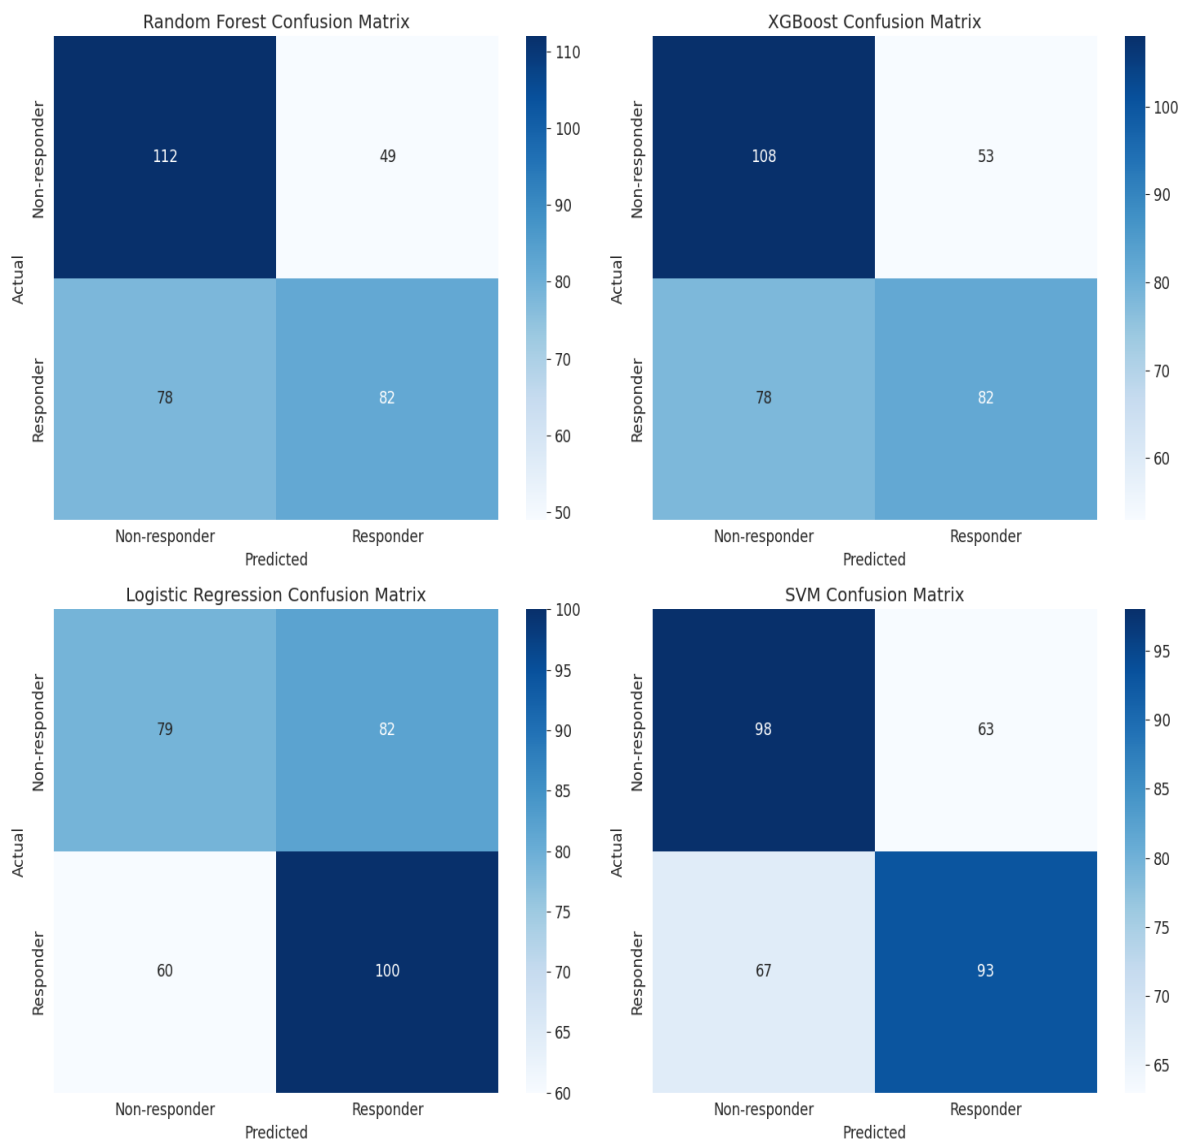 Random Forest Confusion Matrix
Actual
Non-responder
Responder
112 49
78 82
Non-responder Responder
Predicted
110
100
90
80
70
60
50
XGBoost Confusion Matrix
Actual
Non-responder
Responder
108 53
78 82
Non-responder Responder
Predicted
100
90
80
70
60
Logistic Regression Confusion Matrix
Actual
Non-responder
Responder
79 82
60 100
Non-responder Responder
Predicted
100
95
90
85
80
75
70
65
60
SVM Confusion Matrix
Actual
Non-responder
Responder
98 63
67 93
Non-responder Responder
Predicted
95
90
85
80
75
70
65